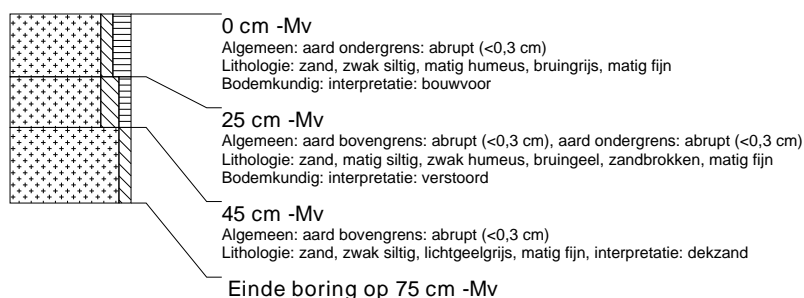 0 cm -Mv
Algemeen: aard ondergrens: abrupt (<0,3 cm)
Lithologie: zand, zwak siltig, matig humeus, bruingrijs, matig fijn
Bodemkundig: interpretatie: bouwvoor
25 cm -Mv
Algemeen: aard bovengrens: abrupt (<0,3 cm), aard ondergrens: abrupt (<0,3 cm)
Lithologie: zand, matig siltig, zwak humeus, bruingeel, zandbrokken, matig fijn
Bodemkundig: interpretatie: verstoord
45 cm -Mv
Algemeen: aard bovengrens: abrupt (<0,3 cm)
Lithologie: zand, zwak siltig, lichtgeelgrijs, matig fijn, interpretatie: dekzand
Einde boring op 75 cm -Mv